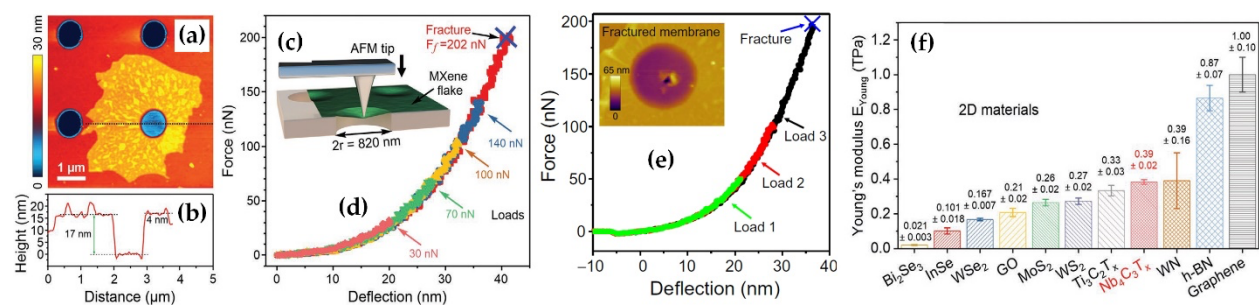 (a)
30 nm
0
1 µm
(b)
Height (nm)
20
15
10
5
0
17 nm
4 nm
0 1 2 3 4 5
Distance (µm)
(c)
AFM tip
MXene
flake
2r = 820 nm
Fracture
F_f =202 nN
Force (nN)
200
150
100
50
0
140 nN
100 nN
70 nN
Loads
30 nN
(d)
0 10 20 30 40 50
Deflection (nm)
Fractured membrane
65 nm
0
Fracture
Force (nN)
200
150
100
50
0
(e)
Load 3
Load 2
Load 1
−10 0 10 20 30 40
Deflection (nm)
(f)
Young's modulus E_Young (TPa)
1.2
1.0
0.8
0.6
0.4
0.2
0.0
2D materials
0.021
± 0.003
0.101
± 0.018
0.167
± 0.007
0.21
± 0.02
0.26
± 0.02
0.27
± 0.02
0.33
± 0.03
0.39
± 0.02
0.39
± 0.16
0.87
± 0.07
1.00
± 0.10
Bi₂Se₃
InSe
WSe₂
GO
MoS₂
WS₂
Ti₃C₂Tₓ
Nb₄C₃Tₓ
WN
h-BN
Graphene